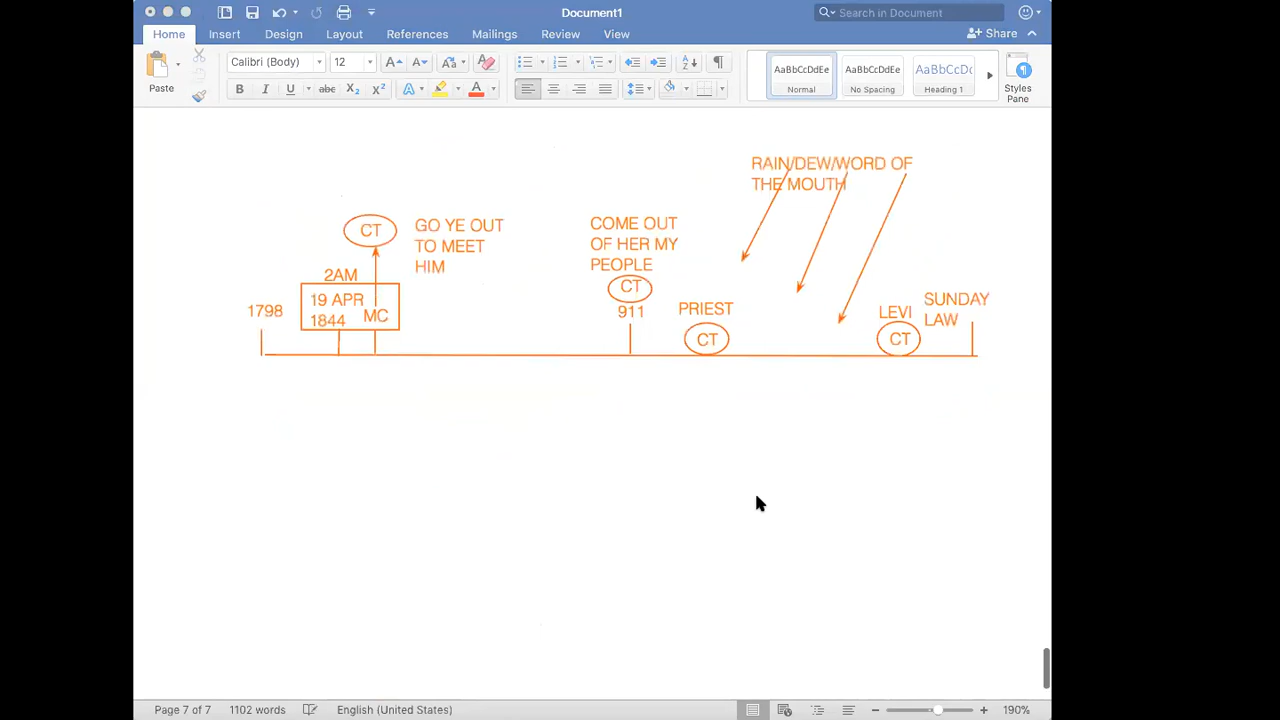 Document1
Search in Document
Home Insert Design Layout References Mailings Review View
Share
Paste
Calibri (Body) 12
AaBbCcDdEe AaBbCcDdEe AaBbCcDc
Normal No Spacing Heading 1
Styles
Pane
RAIN/DEW/WORD OF
THE MOUTH
CT
GO YE OUT
TO MEET
HIM
COME OUT
OF HER MY
PEOPLE
CT
911
2AM
19 APR
1844 MC
1798
PRIEST
CT
LEVI
CT
SUNDAY
LAW
Page 7 of 7 1102 words English (United States) 190%